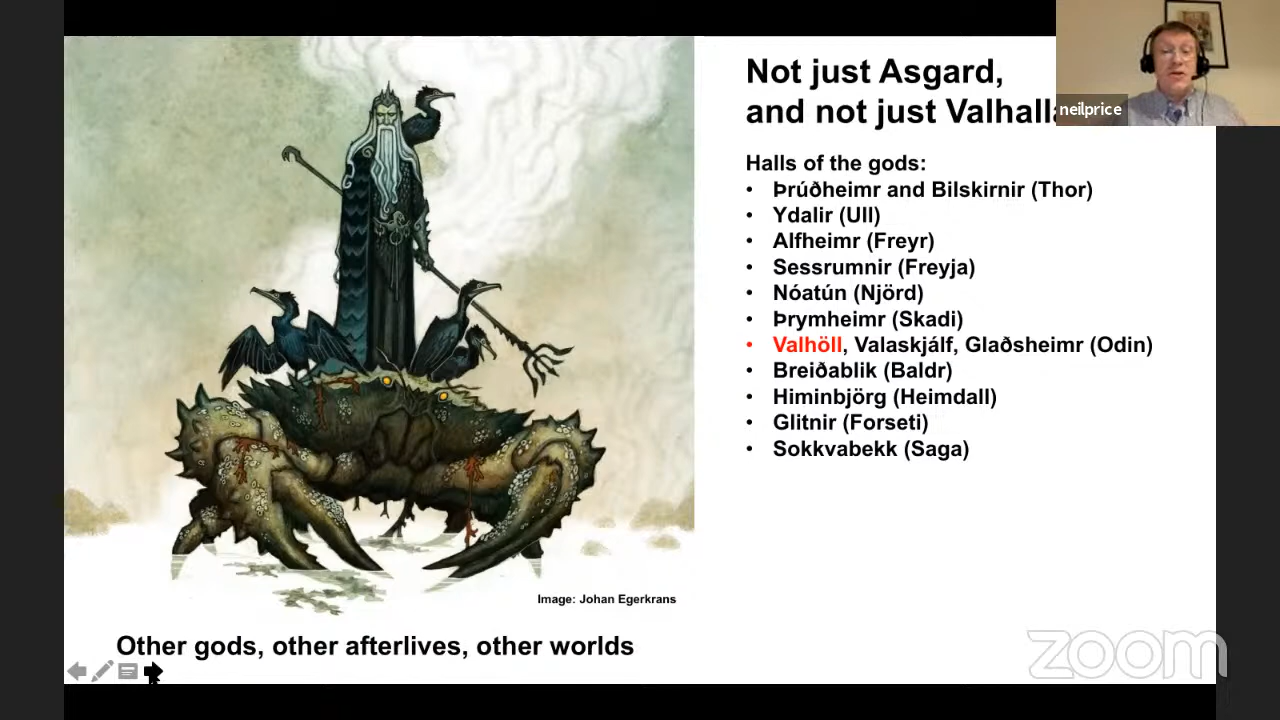 Not just Asgard,
and not just Valhalla
neilprice
Halls of the gods:
• Þrúðheimr and Bilskirnir (Thor)
• Ydalir (Ull)
• Alfheimr (Freyr)
• Sessrumnir (Freyja)
• Nóatún (Njörd)
• Þrymheimr (Skadi)
• Valhöll, Valaskjálf, Glaðsheimr (Odin)
• Breiðablik (Baldr)
• Himinbjörg (Heimdall)
• Glitnir (Forseti)
• Sokkvabekk (Saga)
Image: Johan Egerkrans
Other gods, other afterlives, other worlds
zoom